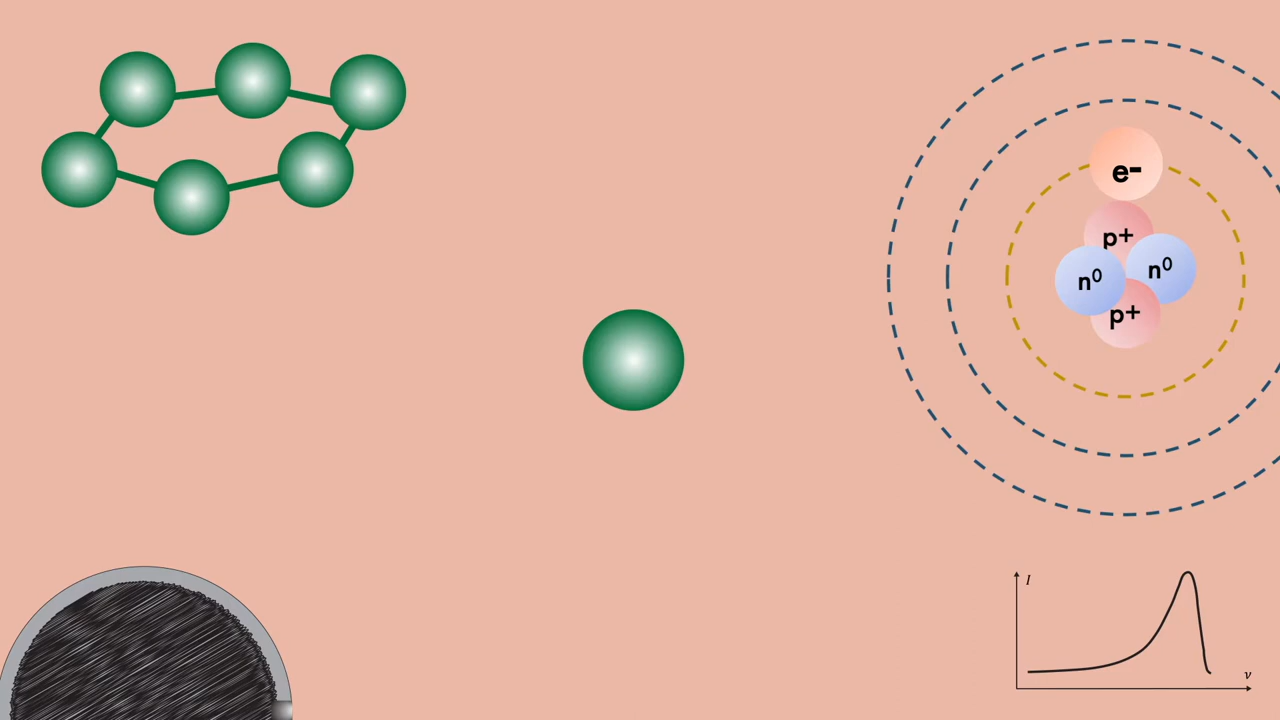 e-
p+
n⁰
n⁰
p+
I
ν